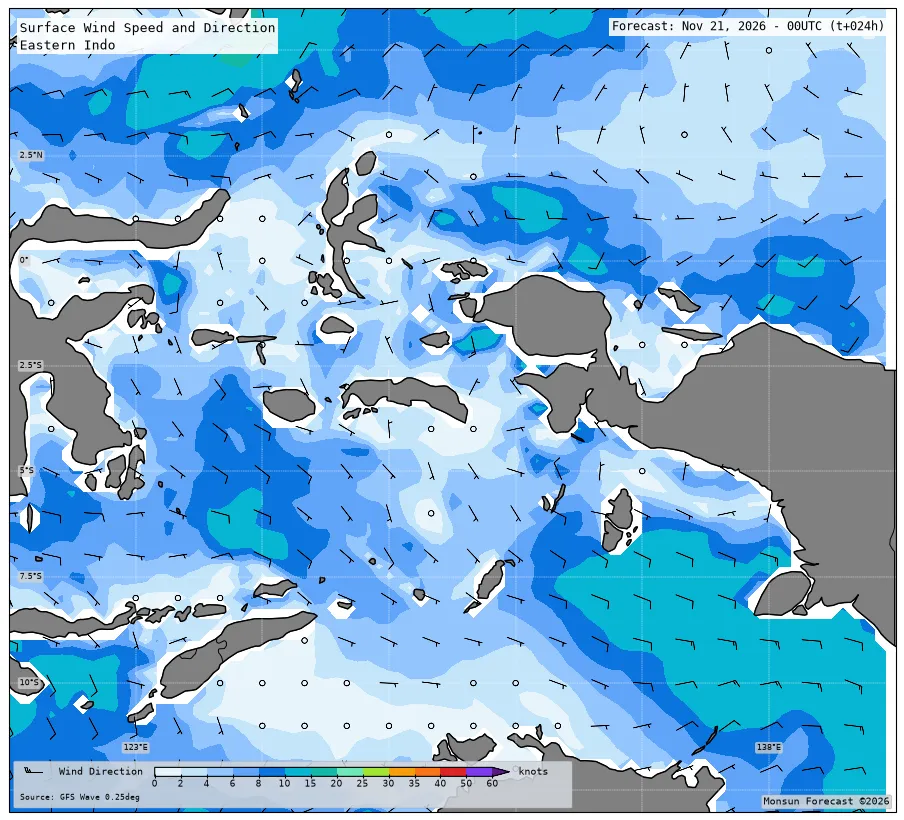 Surface Wind Speed and Direction
Eastern Indo
Forecast: Nov 21, 2026 - 00UTC (t+024h)
2.5°N
0°
2.5°S
5°S
7.5°S
10°S
123°E
138°E
Wind Direction
knots
0 2 4 6 8 10 15 20 25 30 35 40 50 60
Source: GFS Wave 0.25deg
Monsun Forecast ©2026